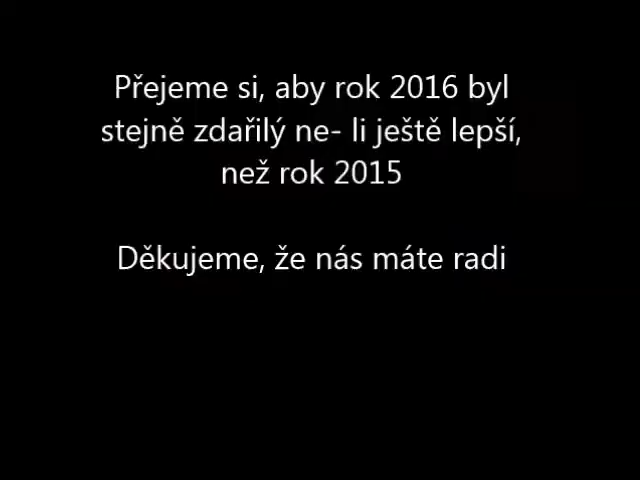 Přejeme si, aby rok 2016 byl
stejně zdařilý ne- li ještě lepší,
než rok 2015
Děkujeme, že nás máte radi